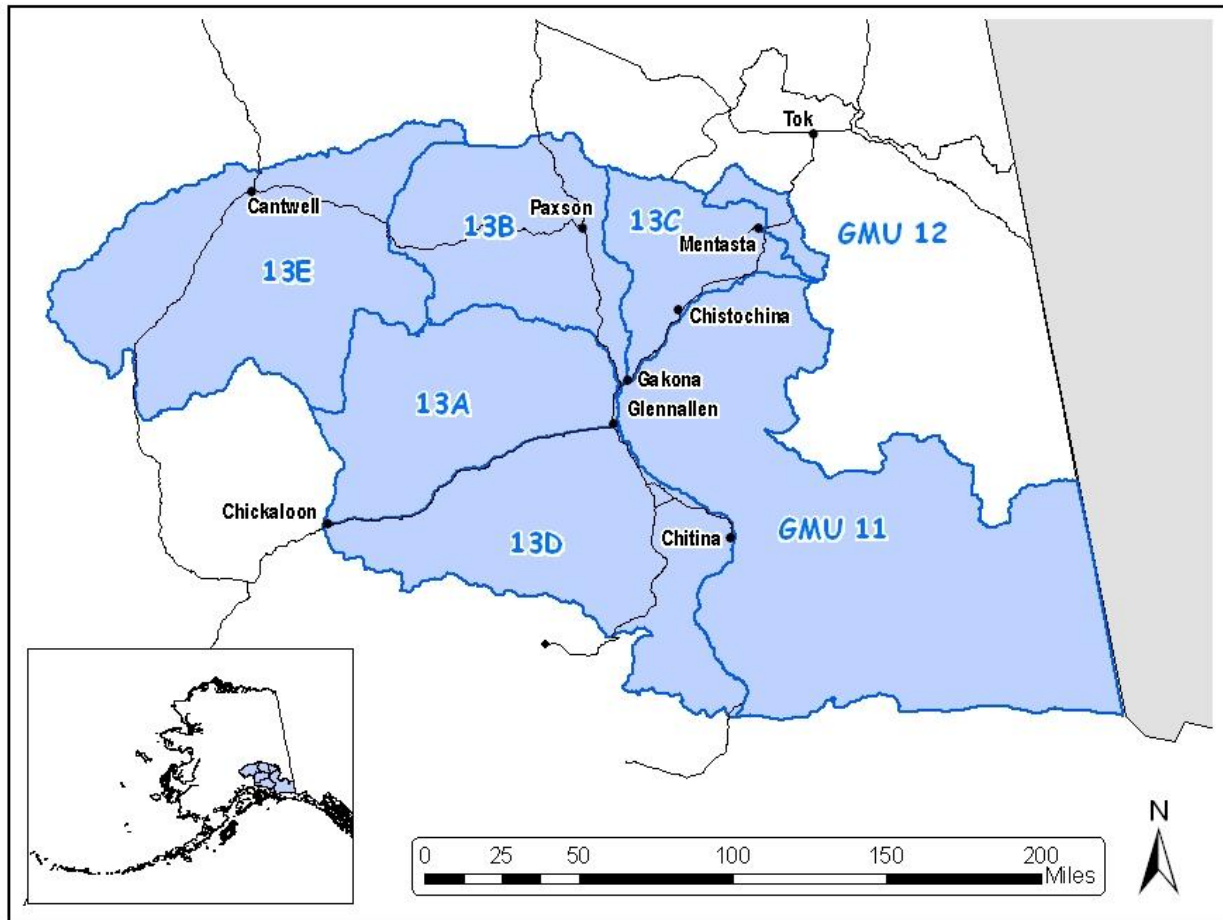 Tok
Cantwell
Paxson
13B
13C
Mentasta
GMU 12
13E
Chistochina
Gakona
13A
Glennallen
Chickaloon
13D
Chitina
GMU 11
N
0 25 50 100 150 200
Miles